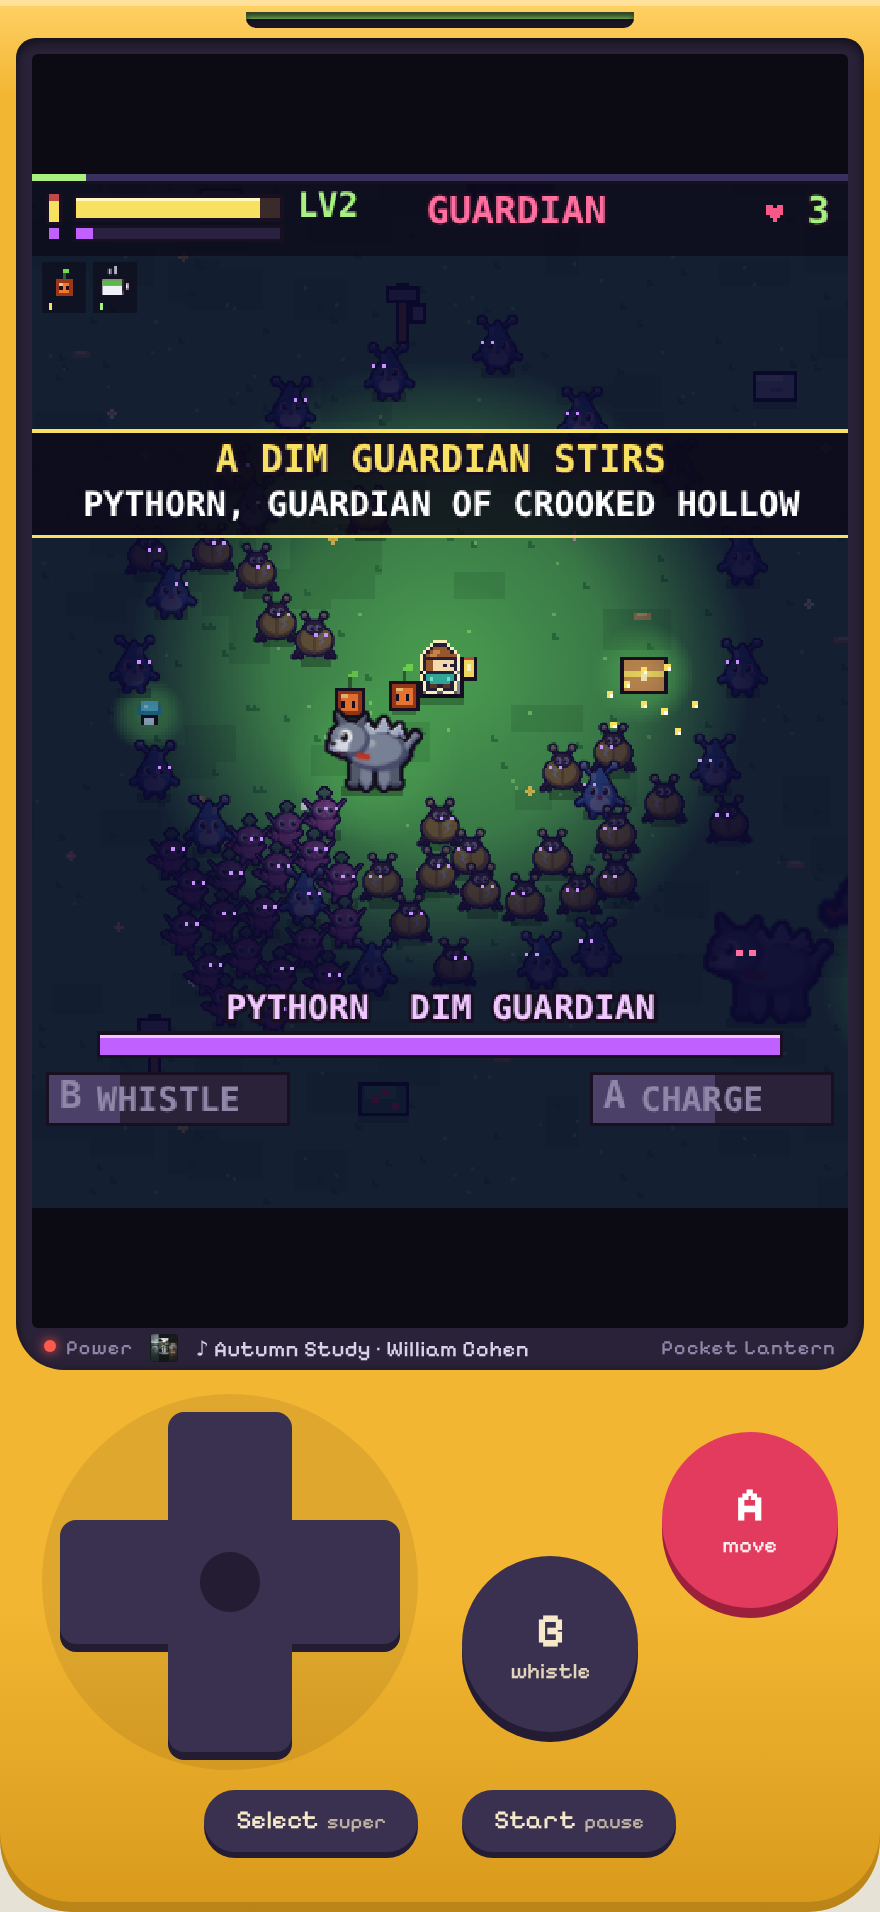 LV2
GUARDIAN
3
A DIM GUARDIAN STIRS
PYTHORN, GUARDIAN OF CROOKED HOLLOW
PYTHORN DIM GUARDIAN
B WHISTLE
A CHARGE
Power
♪ Autumn Study · William Cohen
Pocket Lantern
A
move
B
whistle
Select super
Start pause